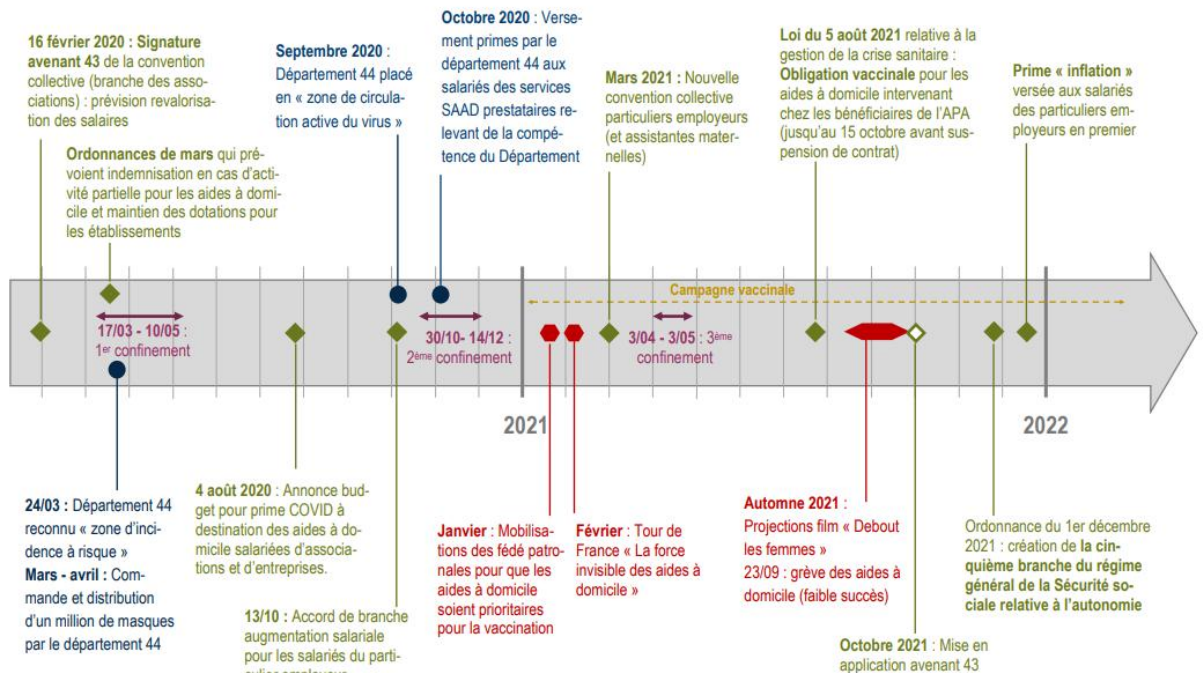 16 février 2020 : Signature
avenant 43 de la convention
collective (branche des asso-
ciations) : prévision revalorisa-
tion des salaires
Ordonnances de mars qui pré-
voient indemnisation en cas d'acti-
vité partielle pour les aides à domi-
cile et maintien des dotations pour
les établissements
Septembre 2020 :
Département 44 placé
en « zone de circula-
tion active du virus »
Octobre 2020 : Verse-
ment primes par le
département 44 aux
salariés des services
SAAD prestataires re-
levant de la compé-
tence du Département
Mars 2021 : Nouvelle
convention collective
particuliers employeurs
(et assistantes mater-
nelles)
Loi du 5 août 2021 relative à la
gestion de la crise sanitaire :
Obligation vaccinale pour les
aides à domicile intervenant
chez les bénéficiaires de l'APA
(jusqu'au 15 octobre avant sus-
pension de contrat)
Prime « inflation »
versée aux salariés
des particuliers em-
ployeurs en premier
Campagne vaccinale
17/03 - 10/05 :
1er confinement
30/10- 14/12 :
2ème confinement
3/04 - 3/05 : 3ème
confinement
2021
2022
24/03 : Département 44
reconnu « zone d'inci-
dence à risque »
Mars - avril : Com-
mande et distribution
d'un million de masques
par le département 44
4 août 2020 : Annonce bud-
get pour prime COVID à
destination des aides à do-
micile salariées d'associa-
tions et d'entreprises.
13/10 : Accord de branche
augmentation salariale
pour les salariés du parti-
culier employeur
Janvier : Mobilis-
ations des fédé patro-
nales pour que les
aides à domicile
soient prioritaires
pour la vaccination
Février : Tour de
France « La force
invisible des aides à
domicile »
Automne 2021 :
Projections film « Debout
les femmes »
23/09 : grève des aides à
domicile (faible succès)
Octobre 2021 : Mise en
application avenant 43
Ordonnance du 1er décembre
2021 : création de la cin-
quième branche du régime
général de la Sécurité so-
ciale relative à l'autonomie